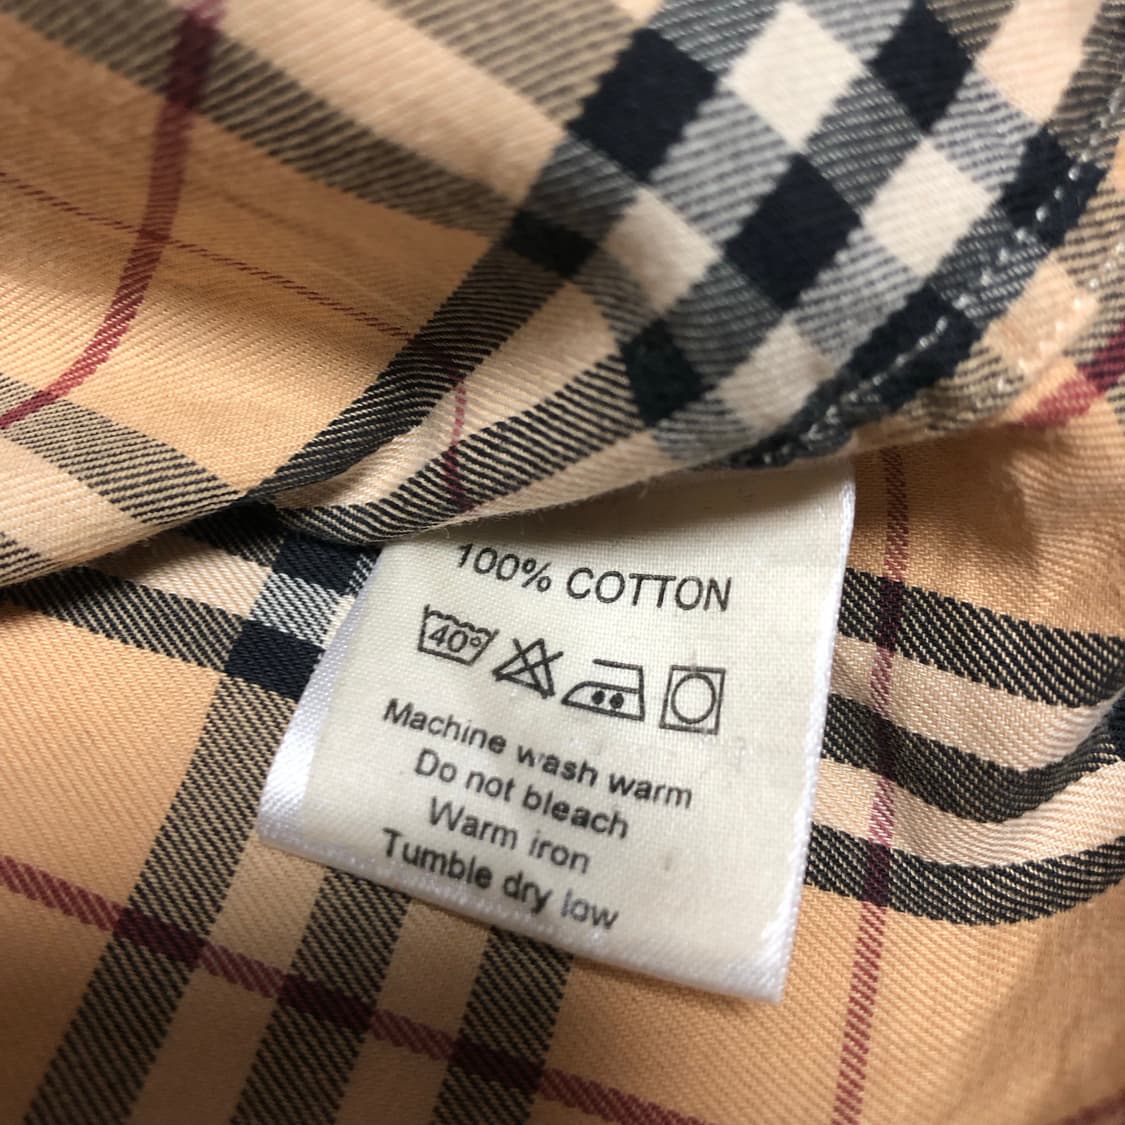 100% COTTON
40°
Machine wash warm
Do not bleach
Warm iron
Tumble dry low